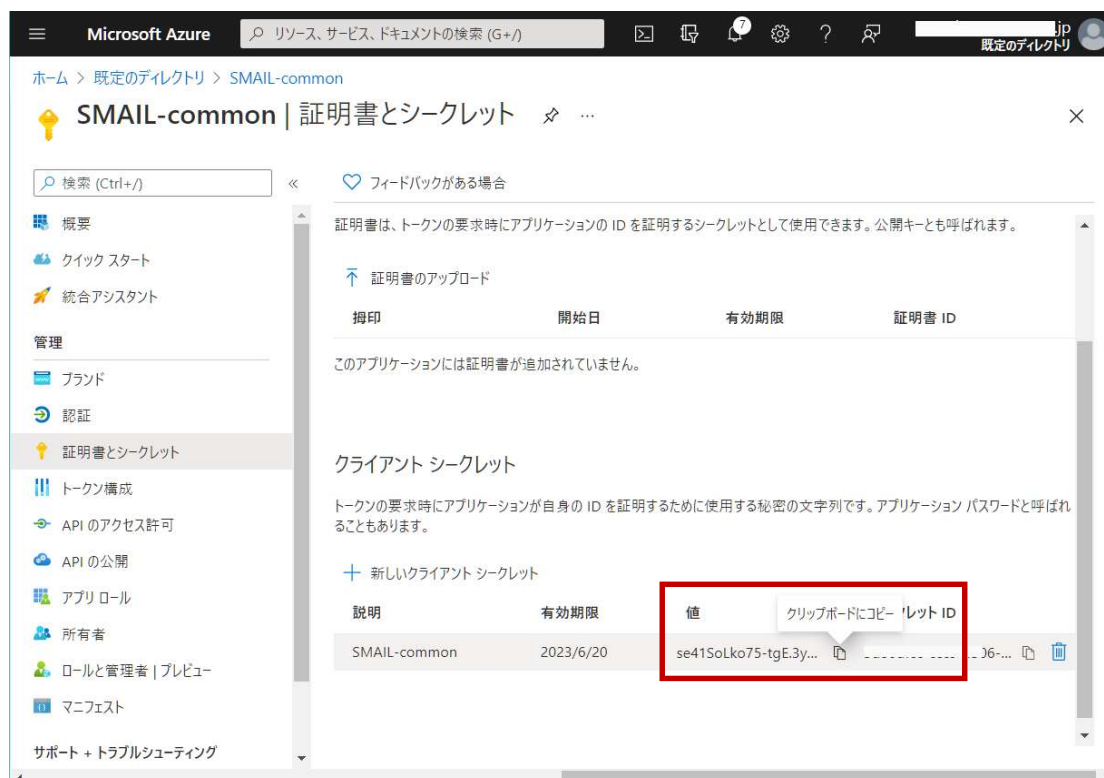 Microsoft Azure
リソース、サービス、ドキュメントの検索 (G+/)
7
.jp
既定のディレクトリ
ホーム > 既定のディレクトリ > SMAIL-common
SMAIL-common | 証明書とシークレット
検索 (Ctrl+/)
«
フィードバックがある場合
概要
クイック スタート
統合アシスタント
管理
ブランド
認証
証明書とシークレット
トークン構成
API のアクセス許可
API の公開
アプリ ロール
所有者
ロールと管理者 | プレビュー
マニフェスト
サポート + トラブルシューティング
証明書は、トークンの要求時にアプリケーションの ID を証明するシークレットとして使用できます。公開キーとも呼ばれます。
証明書のアップロード
拇印 開始日 有効期限 証明書 ID
このアプリケーションには証明書が追加されていません。
クライアント シークレット
トークンの要求時にアプリケーションが自身の ID を証明するために使用する秘密の文字列です。アプリケーション パスワードと呼ばれ
ることもあります。
新しいクライアント シークレット
説明 有効期限 値 クリップボードにコピー レット ID
SMAIL-common 2023/6/20 se41SoLko75-tgE.3y... 06-...